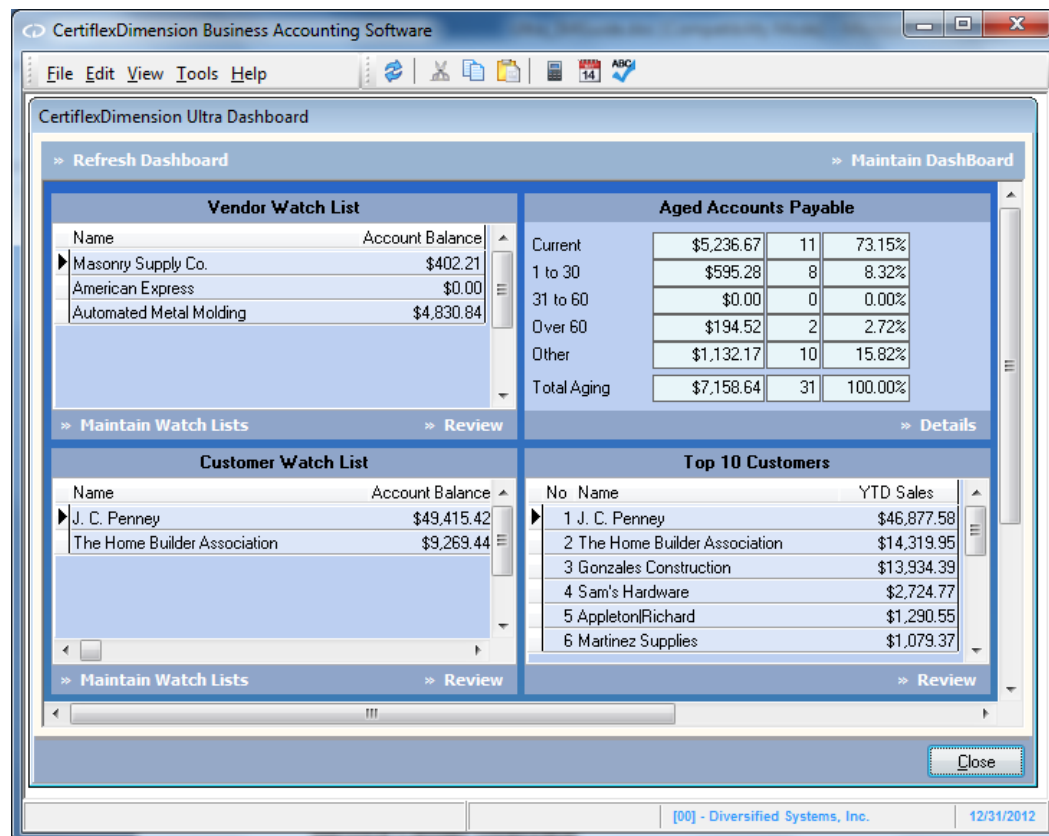 CertiflexDimension Business Accounting Software
File Edit View Tools Help
14
ABC
CertiflexDimension Ultra Dashboard
» Refresh Dashboard
» Maintain DashBoard
Vendor Watch List
Name Account Balance
Masonry Supply Co. $402.21
American Express $0.00
Automated Metal Molding $4,830.84
» Maintain Watch Lists » Review
Aged Accounts Payable
Current $5,236.67 11 73.15%
1 to 30 $595.28 8 8.32%
31 to 60 $0.00 0 0.00%
Over 60 $194.52 2 2.72%
Other $1,132.17 10 15.82%
Total Aging $7,158.64 31 100.00%
» Details
Customer Watch List
Name Account Balance
J. C. Penney $49,415.42
The Home Builder Association $9,269.44
» Maintain Watch Lists » Review
Top 10 Customers
No Name YTD Sales
1 J. C. Penney $46,877.58
2 The Home Builder Association $14,319.95
3 Gonzales Construction $13,934.39
4 Sam's Hardware $2,724.77
5 Appleton|Richard $1,290.55
6 Martinez Supplies $1,079.37
» Review
Close
[00] - Diversified Systems, Inc. 12/31/2012